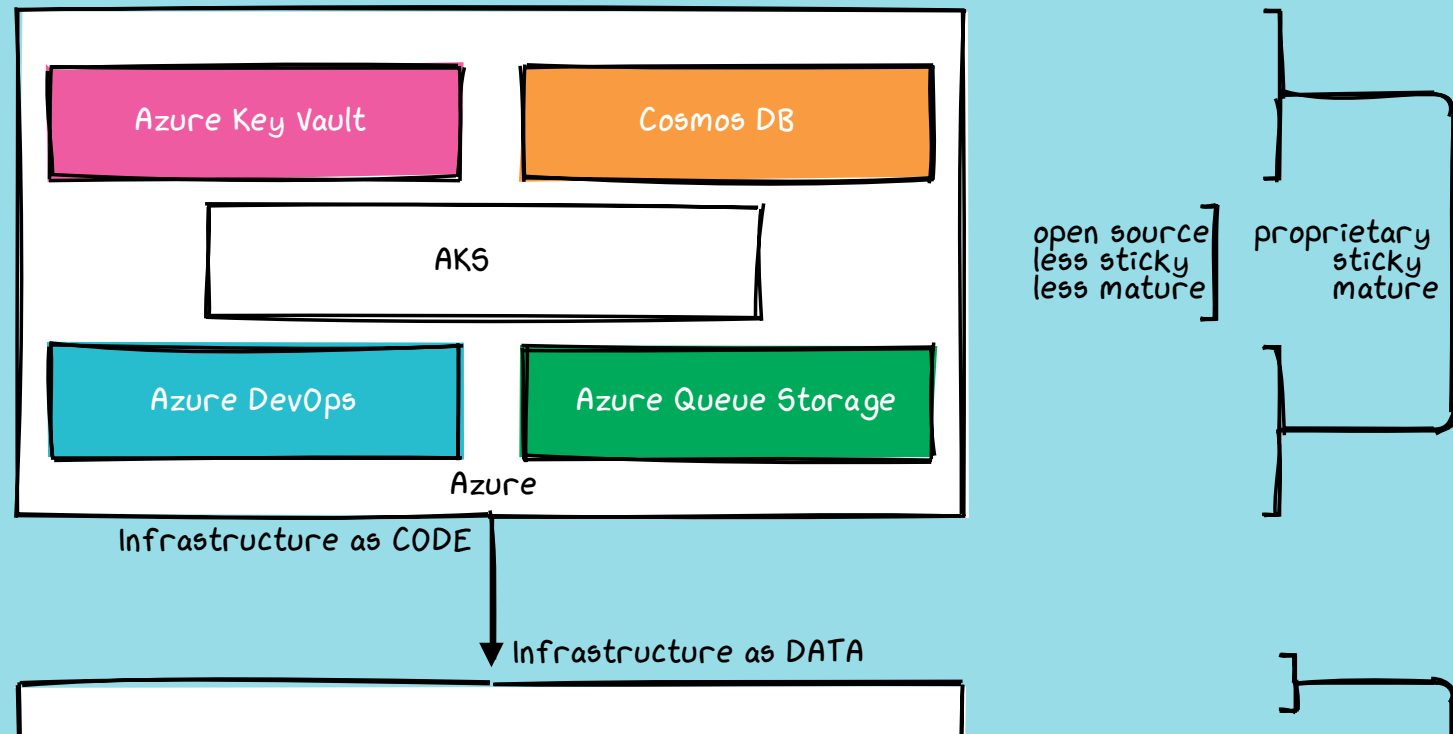 Azure Key Vault
Cosmos DB
AKS
open source
less sticky
less mature
proprietary
sticky
mature
Azure DevOps
Azure Queue Storage
Azure
Infrastructure as CODE
Infrastructure as DATA